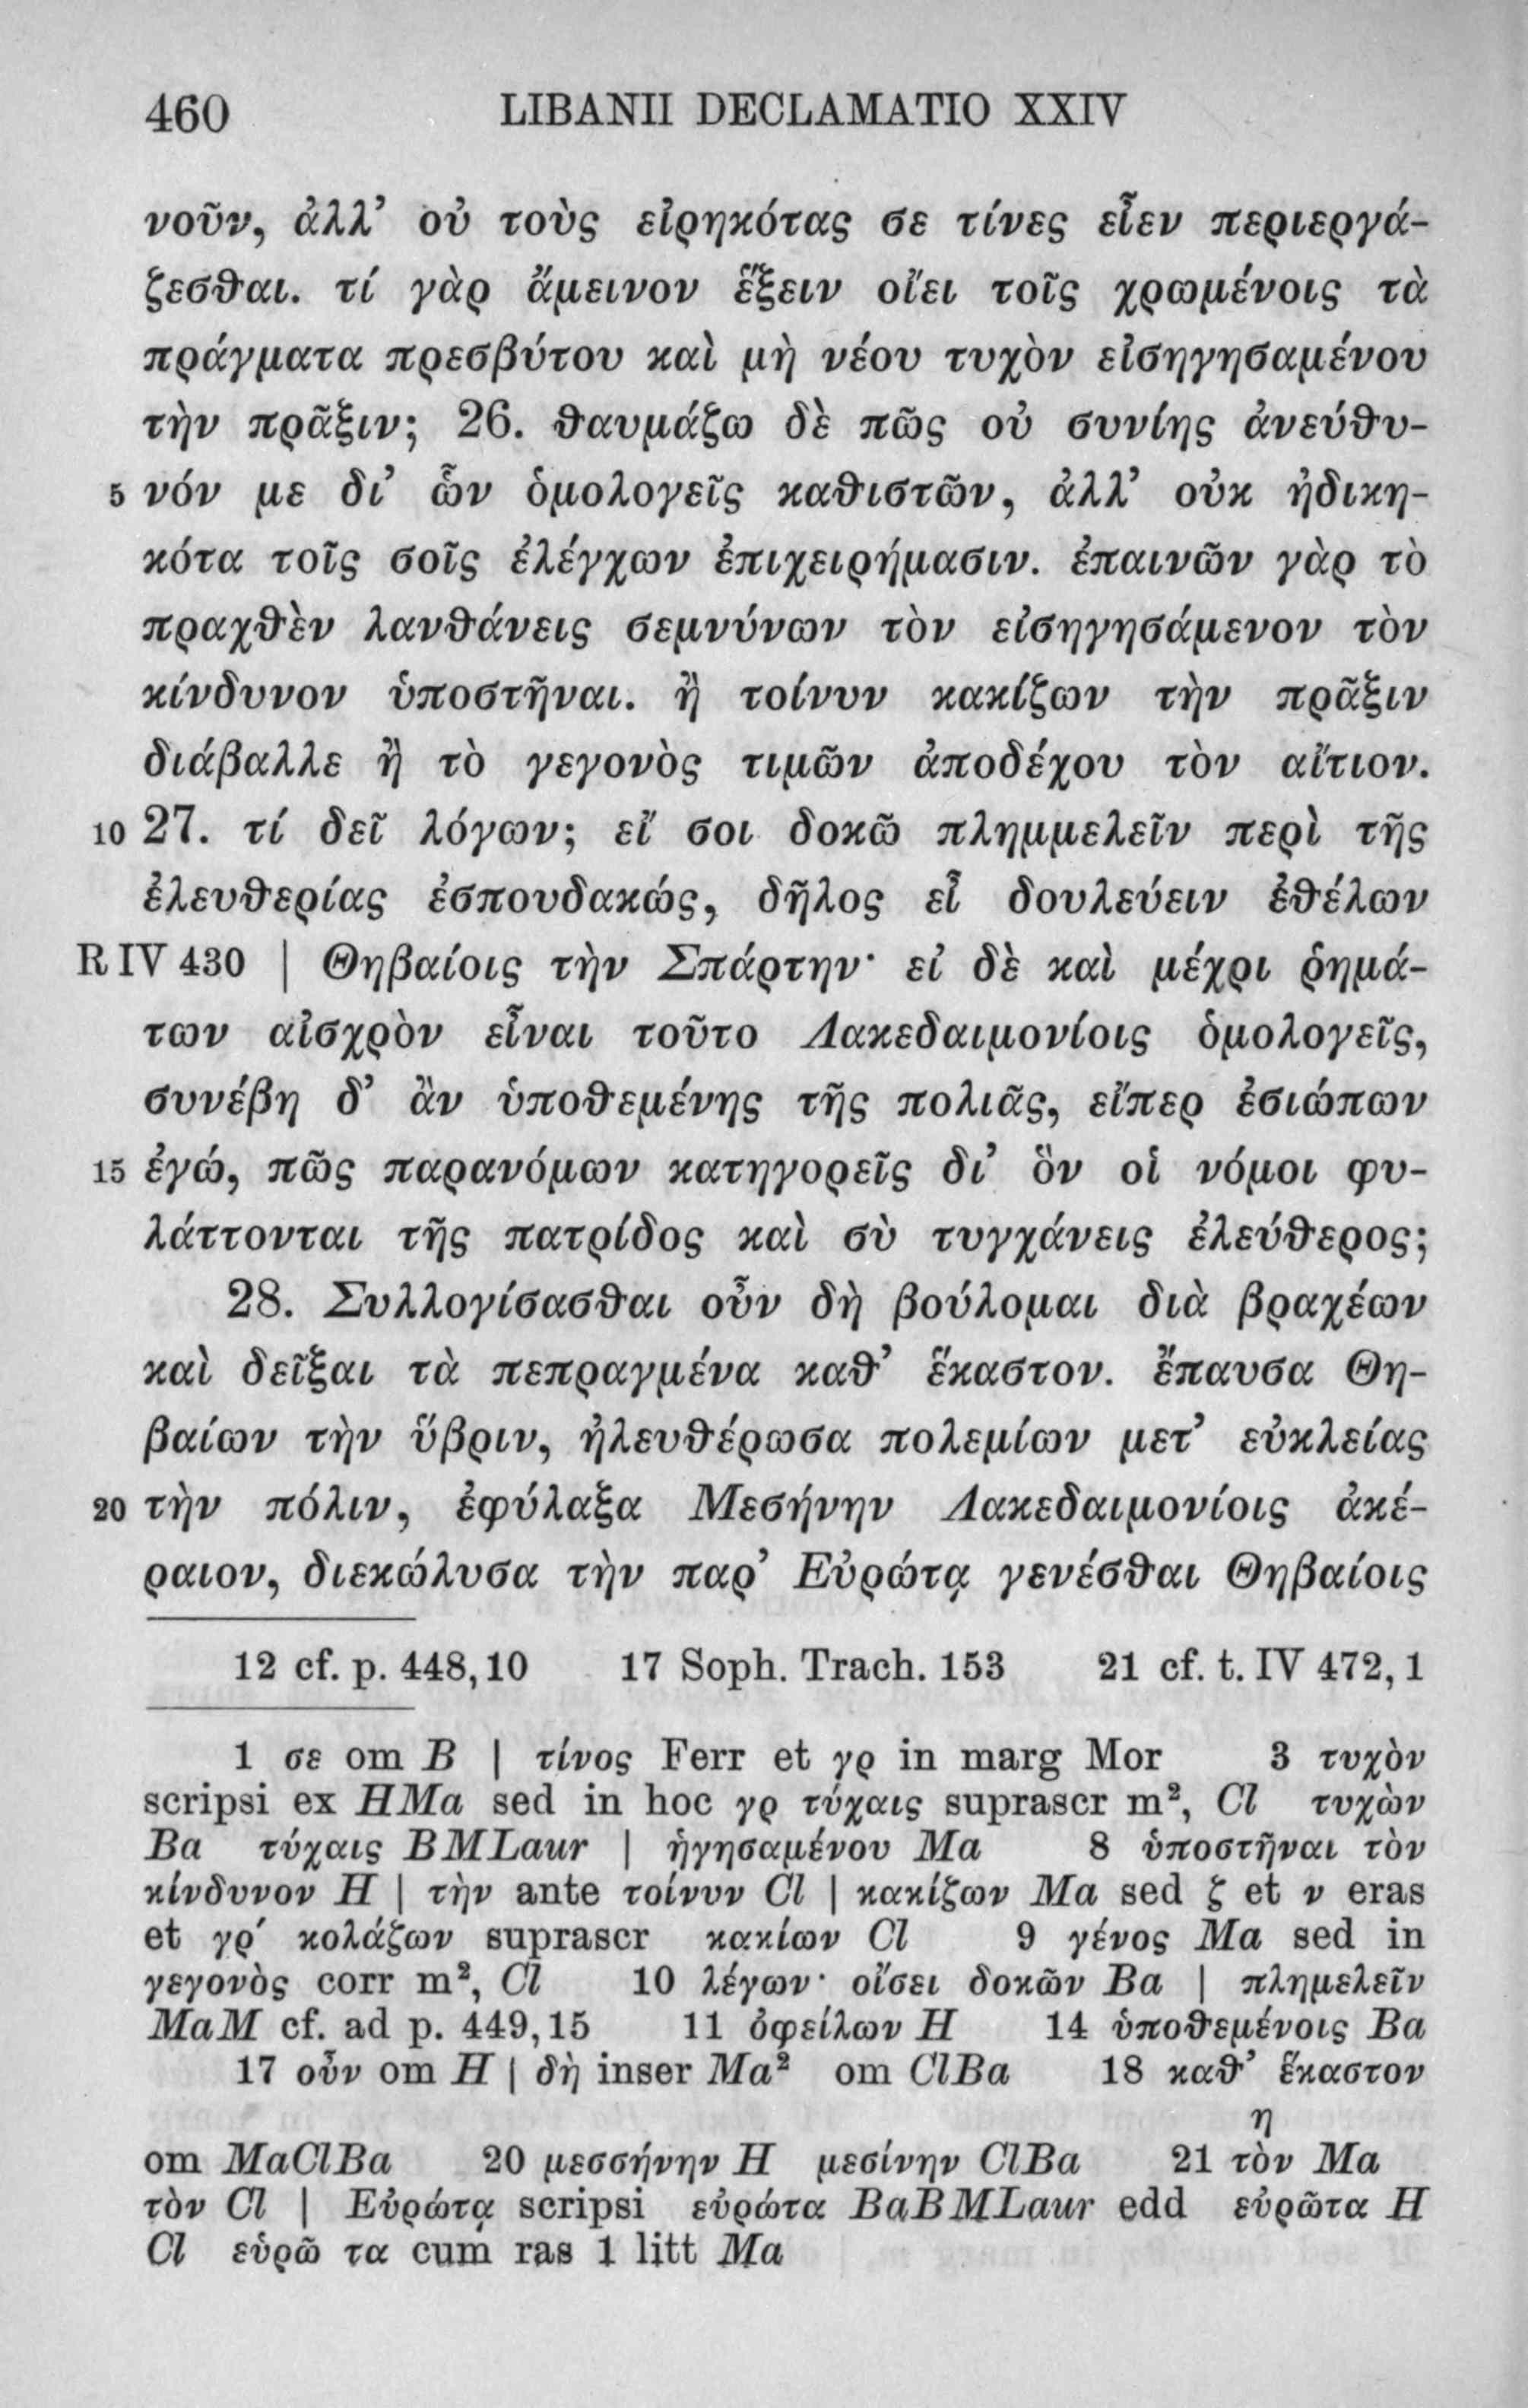 460 LIBANII DECLAMATIO XXIV
νοῦν, ἀλλ’ οὐ τοὺς εἰρηκότας σε τίνες εἶεν περιεργά-
ζεσθαι. τί γὰρ ἄμεινον ἕξειν οἴει τοῖς χρωμένοις τὰ
πράγματα πρεσβύτου καὶ μὴ νέου τυχὸν εἰσηγησαμένου
τὴν πρᾶξιν; 26. θαυμάζω δὲ πῶς οὐ συνίης ἀνεύθυ-
5 νόν με δι’ ὧν ὁμολογεῖς καθιστῶν, ἀλλ’ οὐκ ἠδικη-
κότα τοῖς σοῖς ἐλέγχων ἐπιχειρήμασιν. ἐπαινῶν γὰρ τὸ
πραχθὲν λανθάνεις σεμνύνων τὸν εἰσηγησάμενον τὸν
κίνδυνον ὑποστῆναι. ἢ τοίνυν κακίζων τὴν πρᾶξιν
διάβαλλε ἢ τὸ γεγονὸς τιμῶν ἀποδέχου τὸν αἴτιον.
10 27. τί δεῖ λόγων; εἴ σοι δοκῶ πλημμελεῖν περὶ τῆς
ἐλευθερίας ἐσπουδακώς, δῆλος εἶ δουλεύειν ἐθέλων
R IV 430 | Θηβαίοις τὴν Σπάρτην· εἰ δὲ καὶ μέχρι ῥημά-
των αἰσχρὸν εἶναι τοῦτο Λακεδαιμονίοις ὁμολογεῖς,
συνέβη δ’ ἂν ὑποθεμένης τῆς πολιᾶς, εἴπερ ἐσιώπων
15 ἐγώ, πῶς παρανόμων κατηγορεῖς δι’ ὃν οἱ νόμοι φυ-
λάττονται τῆς πατρίδος καὶ σὺ τυγχάνεις ἐλεύθερος;
28. Συλλογίσασθαι οὖν δὴ βούλομαι διὰ βραχέων
καὶ δεῖξαι τὰ πεπραγμένα καθ’ ἕκαστον. ἔπαυσα Θη-
βαίων τὴν ὕβριν, ἠλευθέρωσα πολεμίων μετ’ εὐκλείας
20 τὴν πόλιν, ἐφύλαξα Μεσήνην Λακεδαιμονίοις ἀκέ-
ραιον, διεκώλυσα τὴν παρ’ Εὐρώτᾳ γενέσθαι Θηβαίοις
12 cf. p. 448,10 17 Soph. Trach. 153 21 cf. t. IV 472, 1
1 σε om B | τίνος Ferr et γρ in marg Mor 3 τυχὸν
scripsi ex HMa sed in hoc γρ τύχαις suprascr m², Cl τυχὼν
Ba τύχαις BMLaur | ἡγησαμένου Ma 8 ὑποστῆναι τὸν
κίνδυνον H | τὴν ante τοίνυν Cl | κακίζων Ma sed ζ et ν eras
et γρ́ κολάζων suprascr κακίων Cl 9 γένος Ma sed in
γεγονὸς corr m², Cl 10 λέγων· οἴσει δοκῶν Ba | πλημελεῖν
MaM cf. ad p. 449,15 11 ὀφείλων H 14 ὑποθεμένοις Ba
17 οὖν om H | δὴ inser Ma² om ClBa 18 καθ’ ἕκαστον
η
om MaClBa 20 μεσσήνην H μεσίνην ClBa 21 τὸν Ma
τὸν Cl | Εὐρώτᾳ scripsi εὐρώτα BaBMLaur edd εὐρῶτα H
Cl εὑρῶ τα cum ras 1 litt Ma